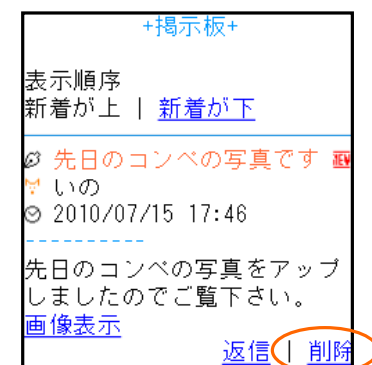 +掲示板+
表示順序
新着が上 | 新着が下
先日のコンペの写真です NEW
いの
2010/07/15 17:46
----------
先日のコンペの写真をアップ
しましたのでご覧下さい。
画像表示
返信 | 削除